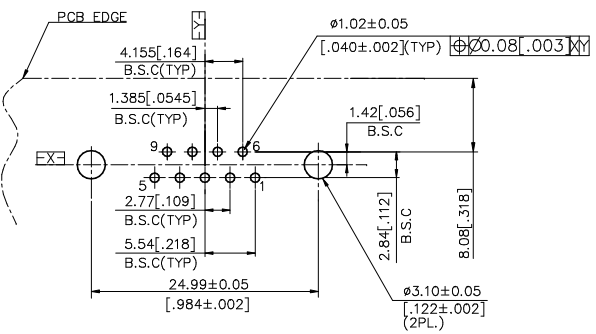 PCB EDGE
-Y-
ø1.02±0.05
[.040±.002](TYP)
⌖ Ø0.08[.003] X Y
4.155[.164]
B.S.C(TYP)
1.385[.0545]
B.S.C(TYP)
1.42[.056]
B.S.C
9
6
-X-
5
1
2.77[.109]
B.S.C(TYP)
5.54[.218]
B.S.C(TYP)
2.84[.112]
B.S.C
8.08[.318]
24.99±0.05
[.984±.002]
ø3.10±0.05
[.122±.002]
(2PL.)